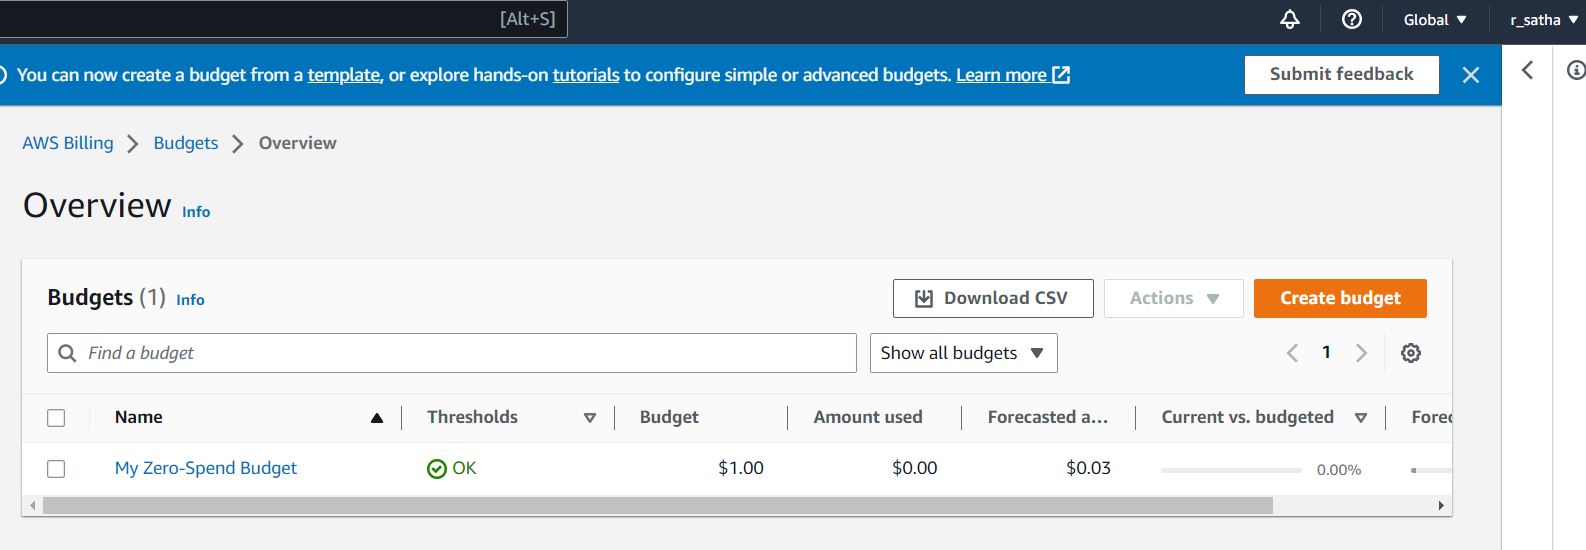 [Alt+S] Global r_satha
You can now create a budget from a template, or explore hands-on tutorials to configure simple or advanced budgets. Learn more Submit feedback
AWS Billing Budgets Overview
Overview Info
Budgets (1) Info Download CSV Actions Create budget
Find a budget Show all budgets 1
Name Thresholds Budget Amount used Forecasted a... Current vs. budgeted Forec
My Zero-Spend Budget OK $1.00 $0.00 $0.03 0.00%